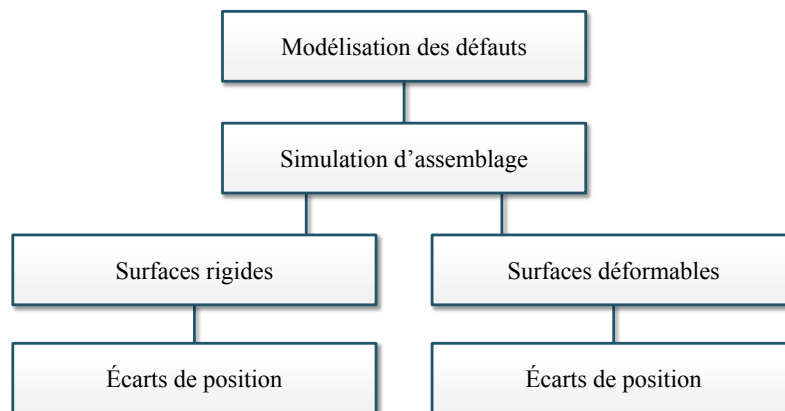 Modélisation des défauts
Simulation d’assemblage
Surfaces rigides
Surfaces déformables
Écarts de position
Écarts de position